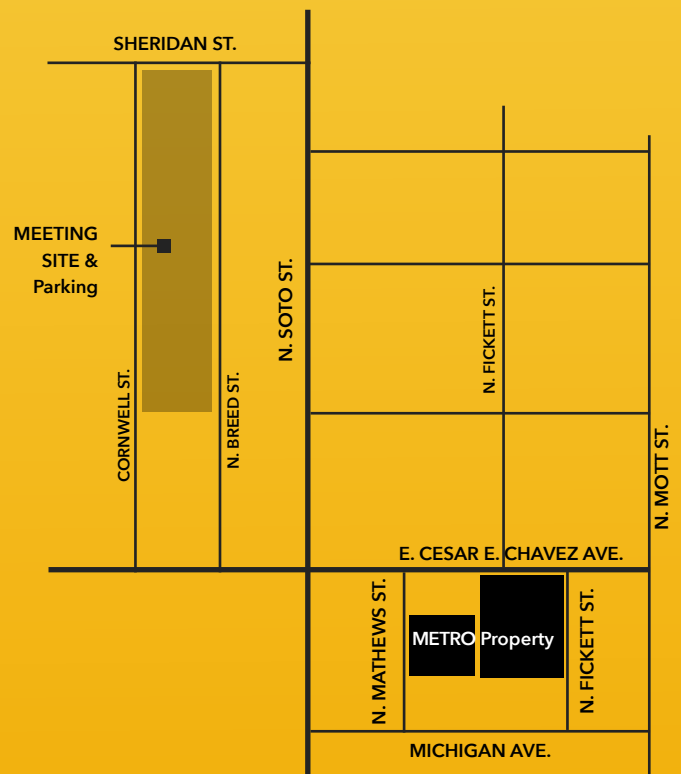 SHERIDAN ST.
MEETING
SITE &
Parking
CORNWELL ST.
N. BREED ST.
N. SOTO ST.
N. FICKETT ST.
N. MOTT ST.
E. CESAR E. CHAVEZ AVE.
N. MATHEWS ST.
METRO Property
N. FICKETT ST.
MICHIGAN AVE.